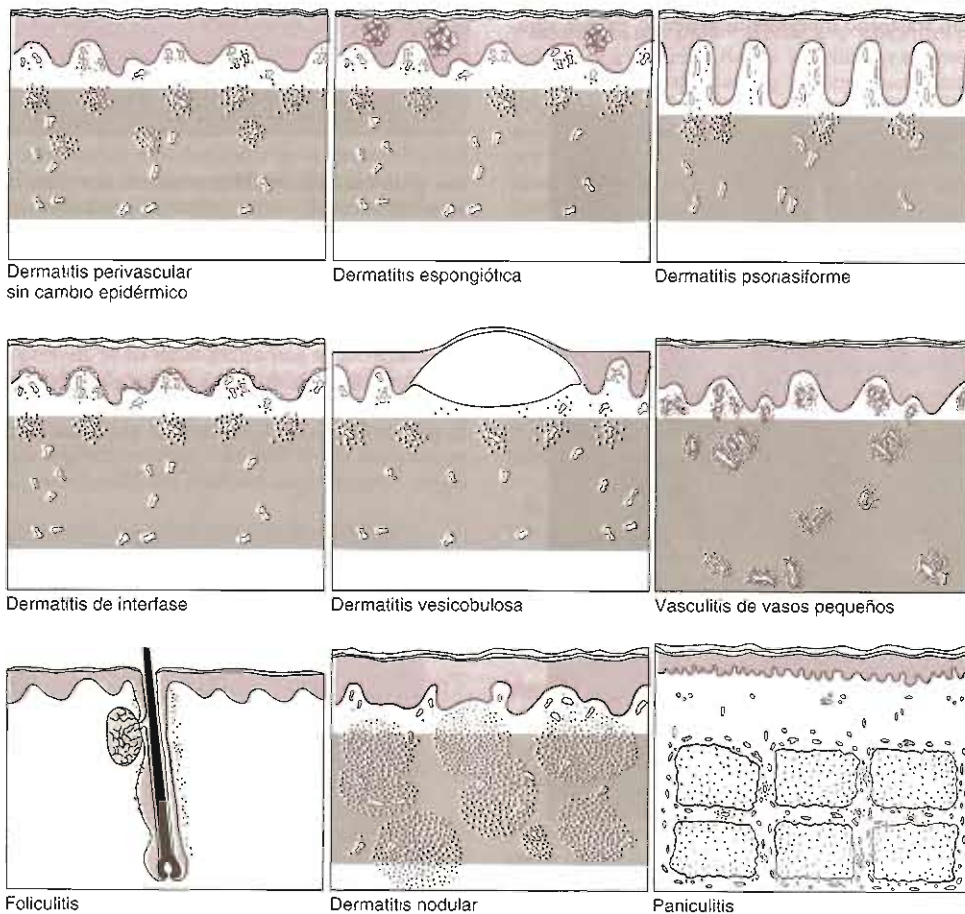 Dermatitis perivascular
sin cambio epidérmico
Dermatitis espongiótica
Dermatitis psoriasiforme
Dermatitis de interfase
Dermatitis vesicobulosa
Vasculitis de vasos pequeños
Foliculitis
Dermatitis nodular
Paniculitis